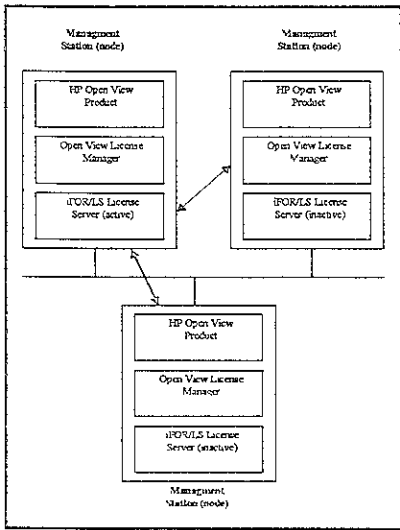 Managment
Station (node)
HP Open View
Product
Open View License
Manager
iFOR/LS License
Server (active)
Managment
Station (node)
HP Open View
Product
Open View License
Manager
iFOR/LS License
Server (inactive)
HP Open View
Product
Open View License
Manager
iFOR/LS License
Server (inactive)
Managment
Station (node)